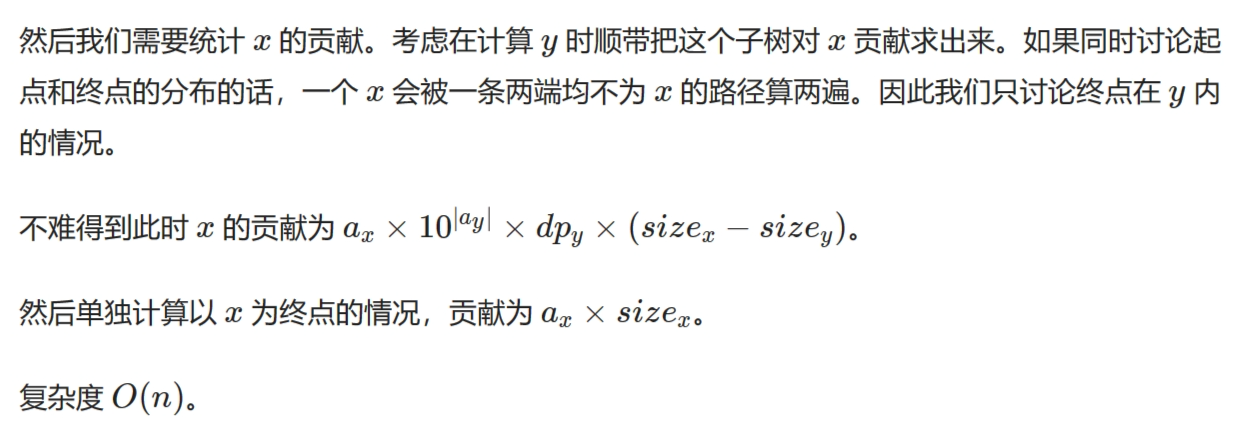 然后我们需要统计 x 的贡献。考虑在计算 y 时顺带把这个子树对 x 贡献求出来。如果同时讨论起
点和终点的分布的话，一个 x 会被一条两端均不为 x 的路径算两遍。因此我们只讨论终点在 y 内
的情况。
不难得到此时 x 的贡献为 a_x × 10^{|a_y|} × dp_y × (size_x − size_y)。
然后单独计算以 x 为终点的情况，贡献为 a_x × size_x。
复杂度 O(n)。